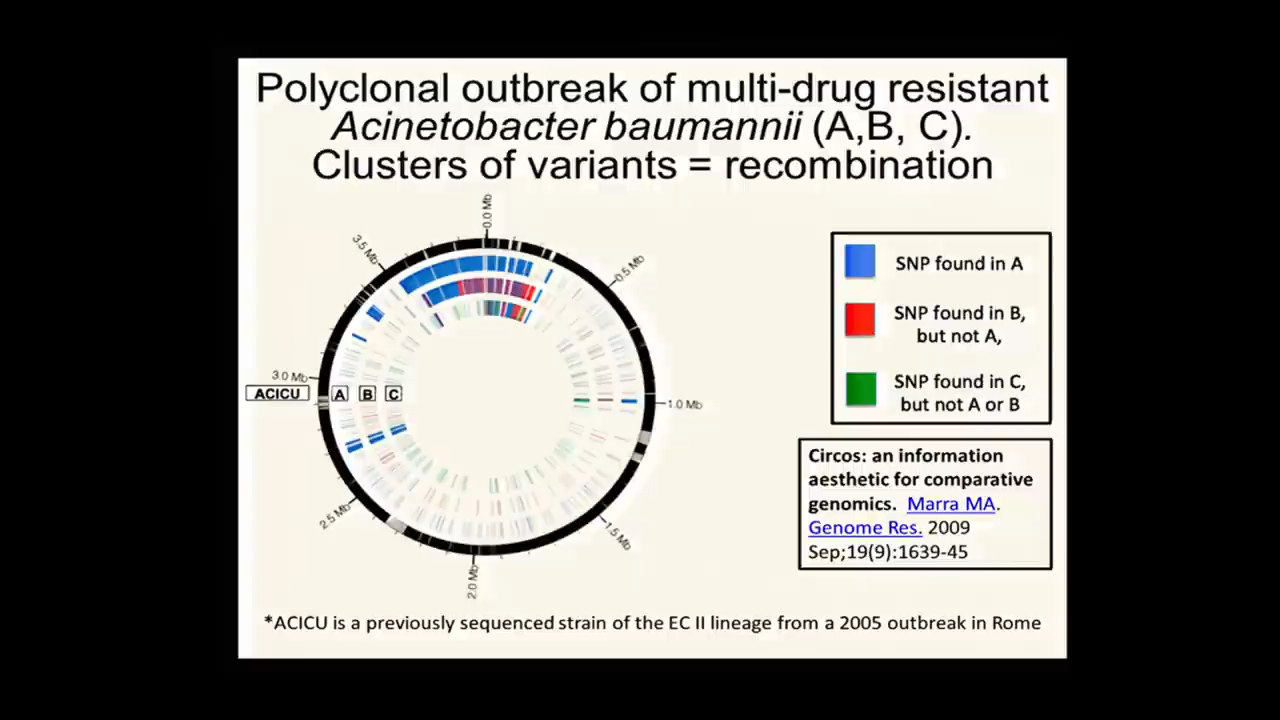 Polyclonal outbreak of multi-drug resistant
Acinetobacter baumannii (A,B, C).
Clusters of variants = recombination
0.0 Mb
3.5 Mb
0.5 Mb
3.0 Mb
ACICU
A
B
C
1.0 Mb
2.5 Mb
1.5 Mb
2.0 Mb
SNP found in A
SNP found in B,
but not A,
SNP found in C,
but not A or B
Circos: an information
aesthetic for comparative
genomics. Marra MA.
Genome Res. 2009
Sep;19(9):1639-45
*ACICU is a previously sequenced strain of the EC II lineage from a 2005 outbreak in Rome